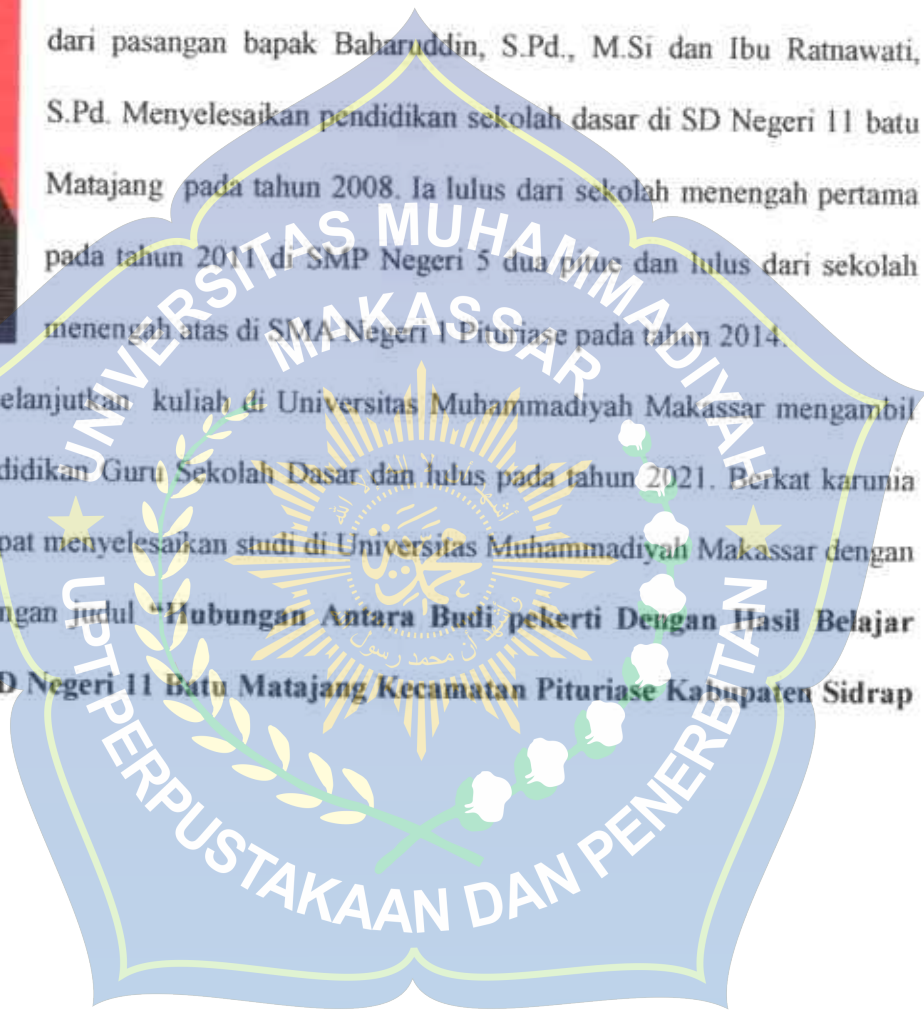 dari pasangan bapak Baharuddin, S.Pd., M.Si dan Ibu Ratnawati,
S.Pd. Menyelesaikan pendidikan sekolah dasar di SD Negeri 11 batu
Matajang pada tahun 2008. Ia lulus dari sekolah menengah pertama
pada tahun 2011 di SMP Negeri 5 dua pitue dan lulus dari sekolah
menengah atas di SMA Negeri 1 Pituriase pada tahun 2014.
elanjutkan kuliah di Universitas Muhammadiyah Makassar mengambil
didikan Guru Sekolah Dasar dan lulus pada tahun 2021. Berkat karunia
pat menyelesaikan studi di Universitas Muhammadiyah Makassar dengan
ngan judul "Hubungan Antara Budi pekerti Dengan Hasil Belajar
D Negeri 11 Batu Matajang Kecamatan Pituriase Kabupaten Sidrap
UNIVERSITAS MUHAMMADIYAH
MAKASSAR
UPT PERPUSTAKAAN DAN PENERBITAN